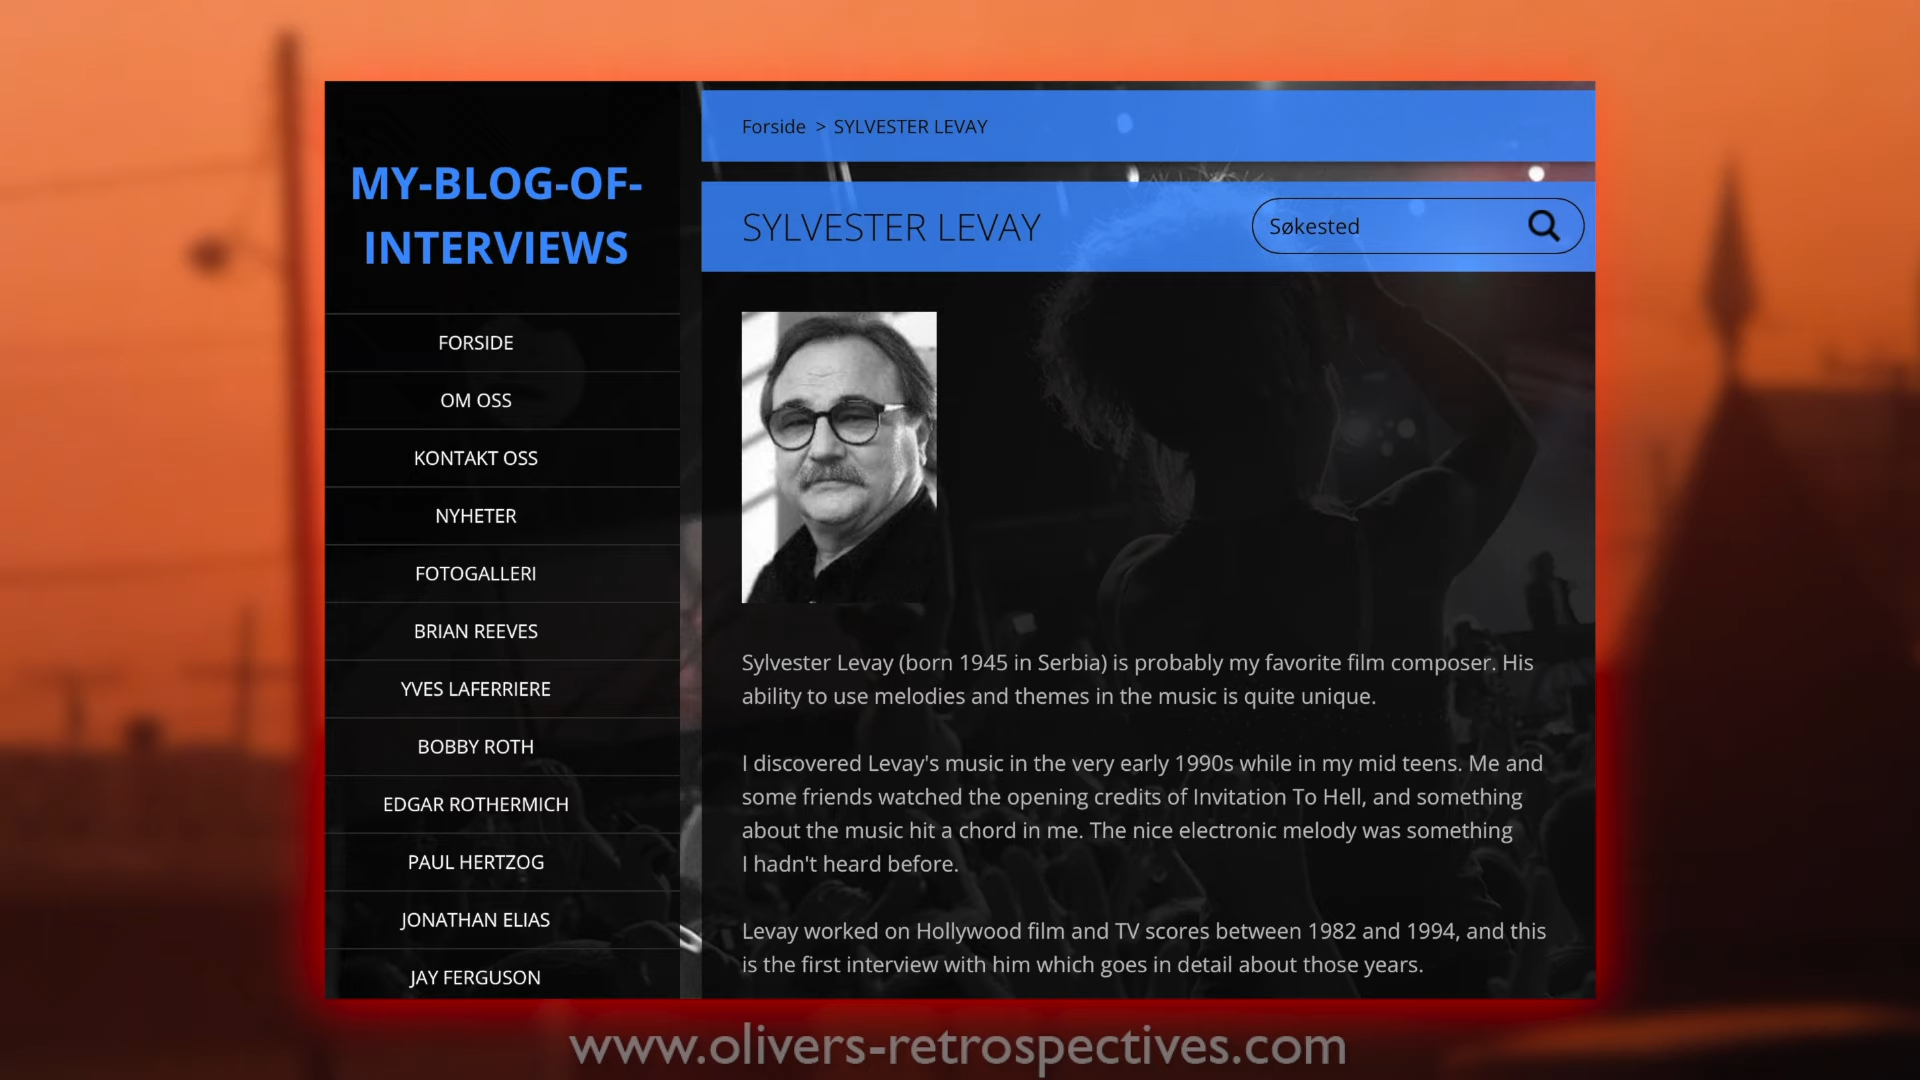 MY-BLOG-OF-
INTERVIEWS
FORSIDE
OM OSS
KONTAKT OSS
NYHETER
FOTOGALLERI
BRIAN REEVES
YVES LAFERRIERE
BOBBY ROTH
EDGAR ROTHERMICH
PAUL HERTZOG
JONATHAN ELIAS
JAY FERGUSON
Forside > SYLVESTER LEVAY
SYLVESTER LEVAY
Søkested
Sylvester Levay (born 1945 in Serbia) is probably my favorite film composer. His
ability to use melodies and themes in the music is quite unique.
I discovered Levay's music in the very early 1990s while in my mid teens. Me and
some friends watched the opening credits of Invitation To Hell, and something
about the music hit a chord in me. The nice electronic melody was something
I hadn't heard before.
Levay worked on Hollywood film and TV scores between 1982 and 1994, and this
is the first interview with him which goes in detail about those years.
www.olivers-retrospectives.com